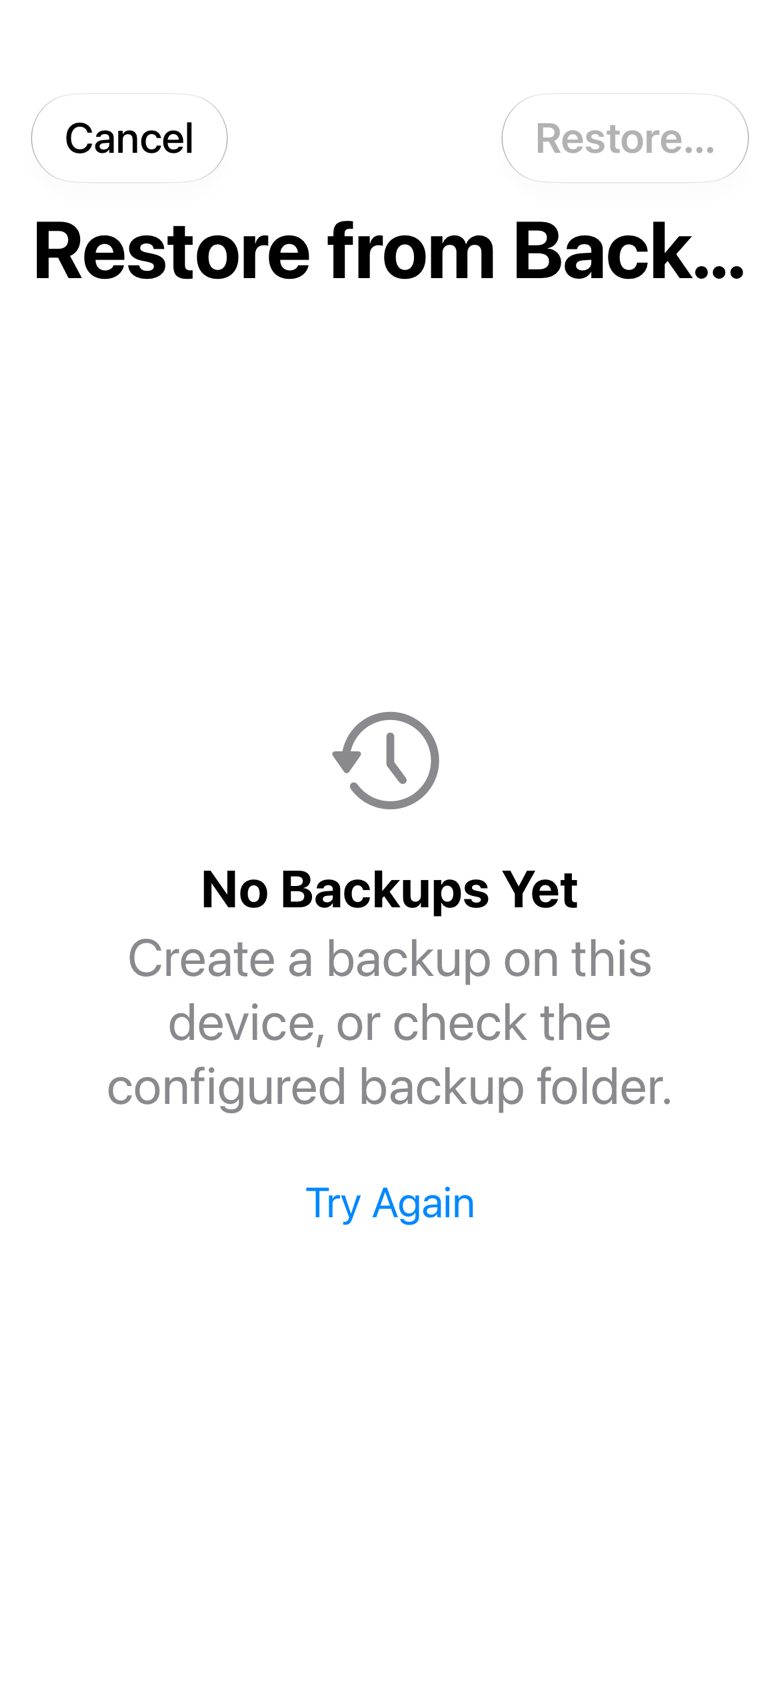 Cancel
Restore...
Restore from Back...
No Backups Yet
Create a backup on this
device, or check the
configured backup folder.
Try Again